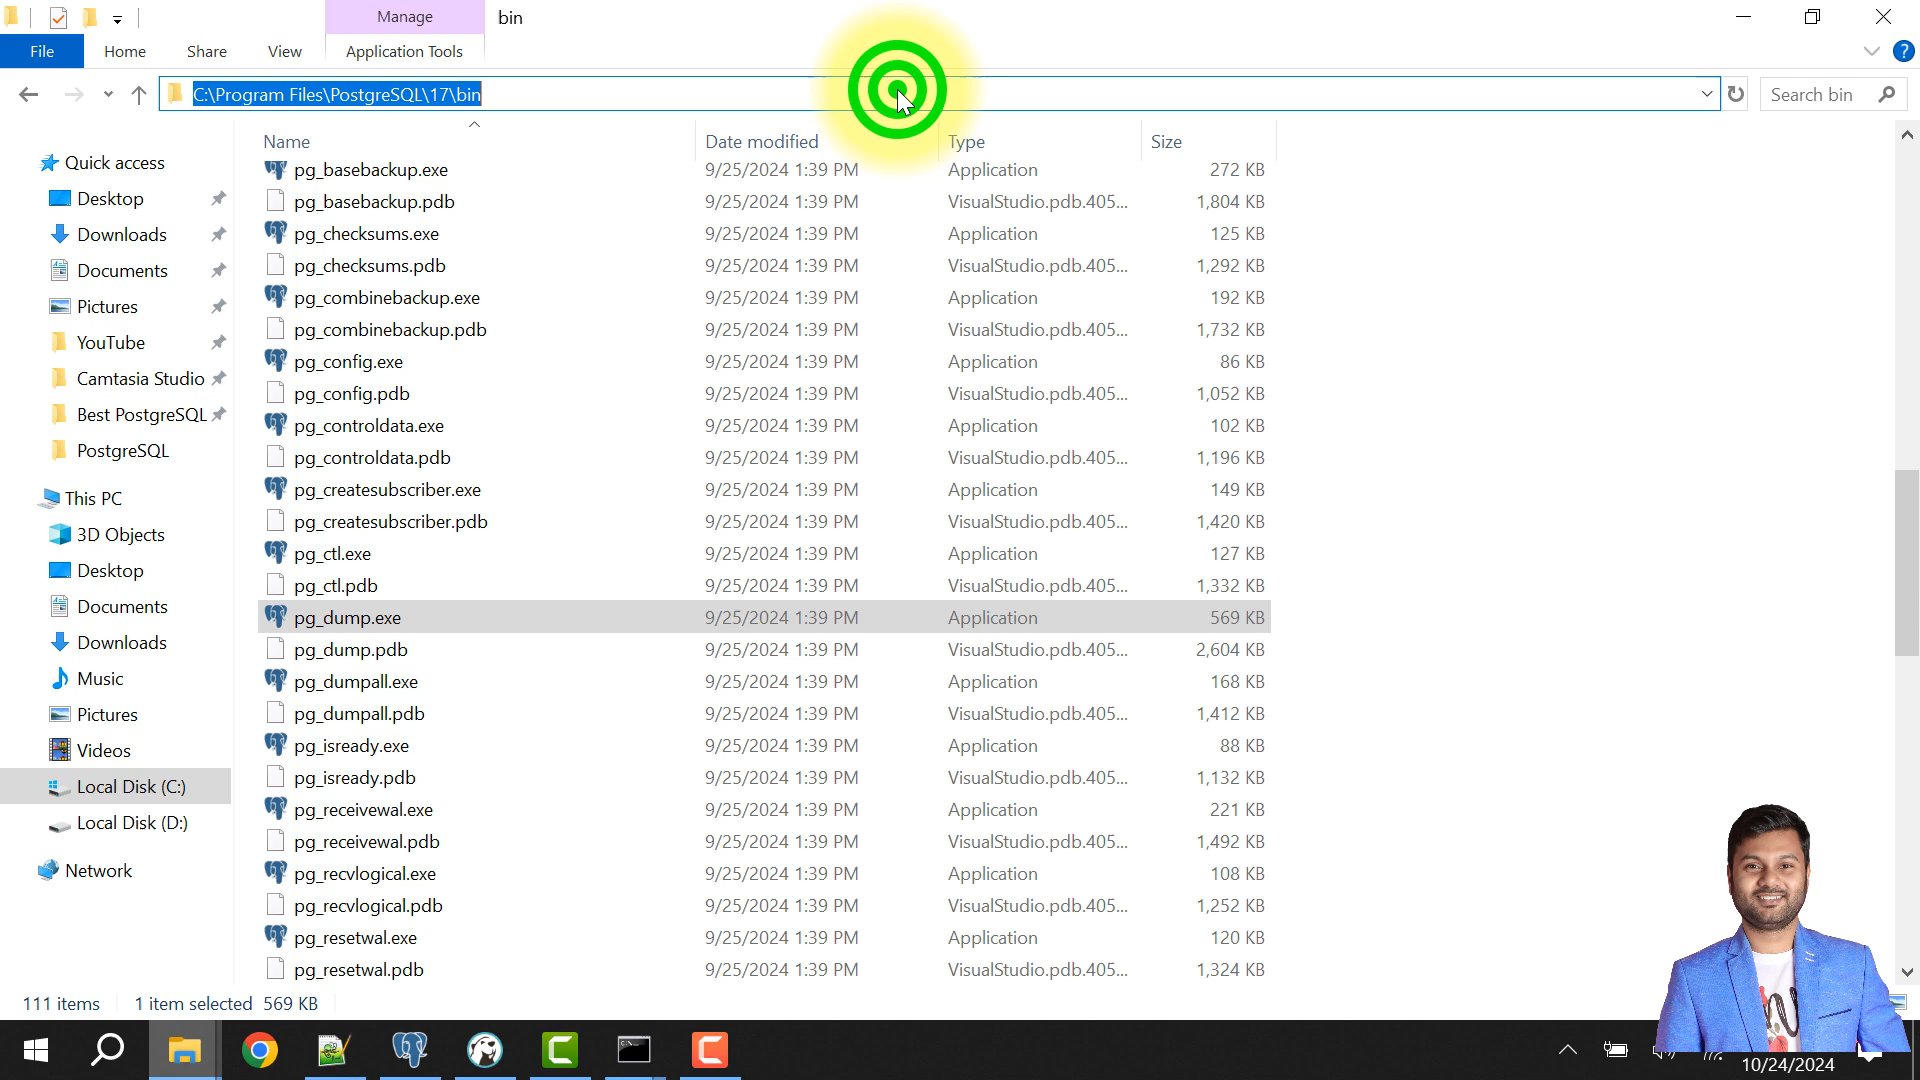 Manage
bin
File
Home
Share
View
Application Tools
C:\Program Files\PostgreSQL\17\bin
Search bin
Name
Date modified
Type
Size
Quick access
Desktop
Downloads
Documents
Pictures
YouTube
Camtasia Studio
Best PostgreSQL
PostgreSQL
This PC
3D Objects
Desktop
Documents
Downloads
Music
Pictures
Videos
Local Disk (C:)
Local Disk (D:)
Network
pg_basebackup.exe 9/25/2024 1:39 PM Application 272 KB
pg_basebackup.pdb 9/25/2024 1:39 PM VisualStudio.pdb.405... 1,804 KB
pg_checksums.exe 9/25/2024 1:39 PM Application 125 KB
pg_checksums.pdb 9/25/2024 1:39 PM VisualStudio.pdb.405... 1,292 KB
pg_combinebackup.exe 9/25/2024 1:39 PM Application 192 KB
pg_combinebackup.pdb 9/25/2024 1:39 PM VisualStudio.pdb.405... 1,732 KB
pg_config.exe 9/25/2024 1:39 PM Application 86 KB
pg_config.pdb 9/25/2024 1:39 PM VisualStudio.pdb.405... 1,052 KB
pg_controldata.exe 9/25/2024 1:39 PM Application 102 KB
pg_controldata.pdb 9/25/2024 1:39 PM VisualStudio.pdb.405... 1,196 KB
pg_createsubscriber.exe 9/25/2024 1:39 PM Application 149 KB
pg_createsubscriber.pdb 9/25/2024 1:39 PM VisualStudio.pdb.405... 1,420 KB
pg_ctl.exe 9/25/2024 1:39 PM Application 127 KB
pg_ctl.pdb 9/25/2024 1:39 PM VisualStudio.pdb.405... 1,332 KB
pg_dump.exe 9/25/2024 1:39 PM Application 569 KB
pg_dump.pdb 9/25/2024 1:39 PM VisualStudio.pdb.405... 2,604 KB
pg_dumpall.exe 9/25/2024 1:39 PM Application 168 KB
pg_dumpall.pdb 9/25/2024 1:39 PM VisualStudio.pdb.405... 1,412 KB
pg_isready.exe 9/25/2024 1:39 PM Application 88 KB
pg_isready.pdb 9/25/2024 1:39 PM VisualStudio.pdb.405... 1,132 KB
pg_receivewal.exe 9/25/2024 1:39 PM Application 221 KB
pg_receivewal.pdb 9/25/2024 1:39 PM VisualStudio.pdb.405... 1,492 KB
pg_recvlogical.exe 9/25/2024 1:39 PM Application 108 KB
pg_recvlogical.pdb 9/25/2024 1:39 PM VisualStudio.pdb.405... 1,252 KB
pg_resetwal.exe 9/25/2024 1:39 PM Application 120 KB
pg_resetwal.pdb 9/25/2024 1:39 PM VisualStudio.pdb.405... 1,324 KB
111 items
1 item selected 569 KB
10/24/2024